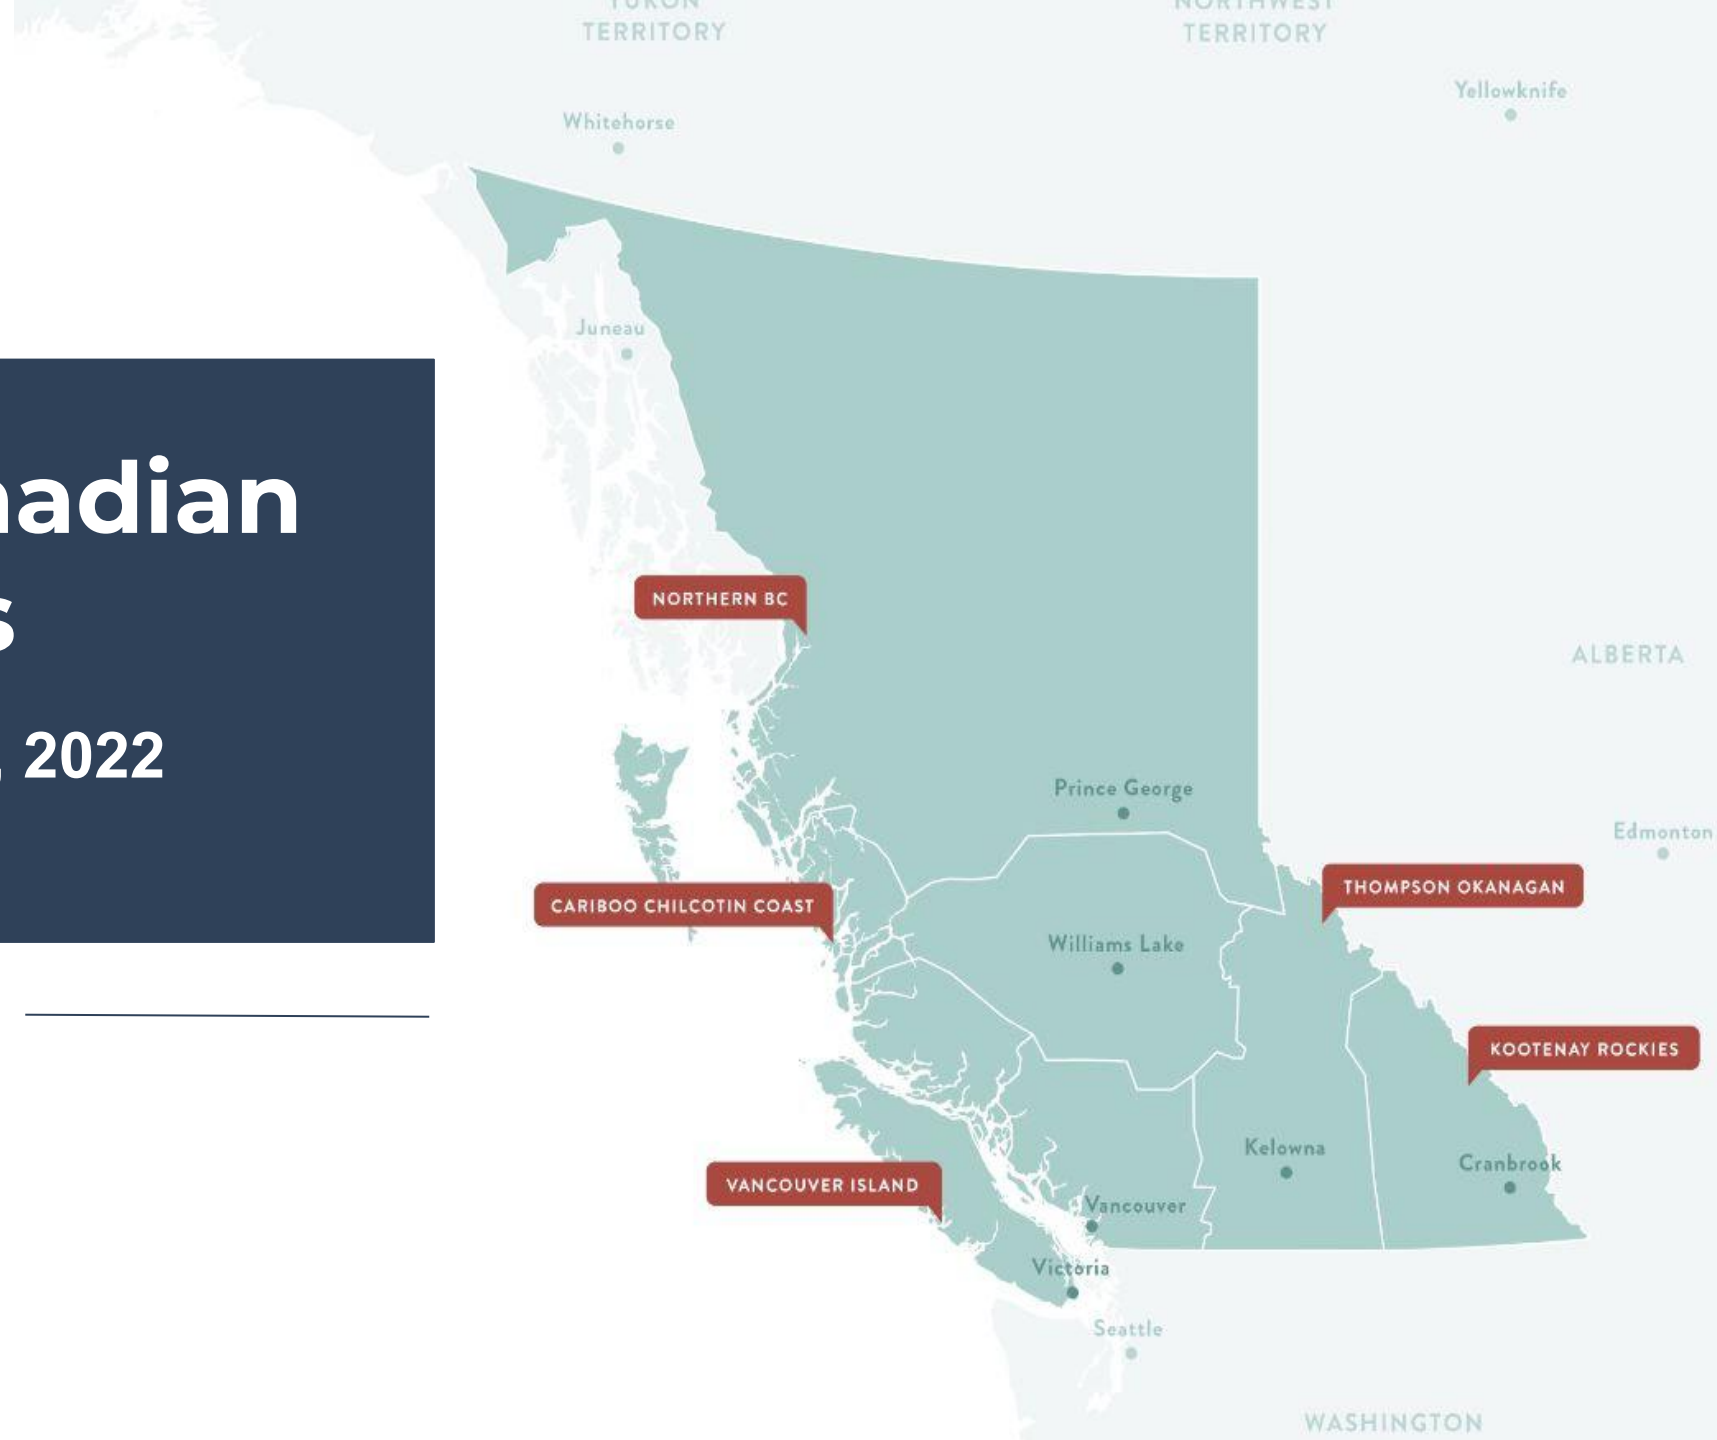 TERRITORY
TERRITORY
Yellowknife
Whitehorse
Juneau
nadian
s
, 2022
NORTHERN BC
ALBERTA
Prince George
Edmonton
THOMPSON OKANAGAN
CARIBOO CHILCOTIN COAST
Williams Lake
KOOTENAY ROCKIES
Kelowna
Cranbrook
VANCOUVER ISLAND
Vancouver
Victoria
Seattle
WASHINGTON